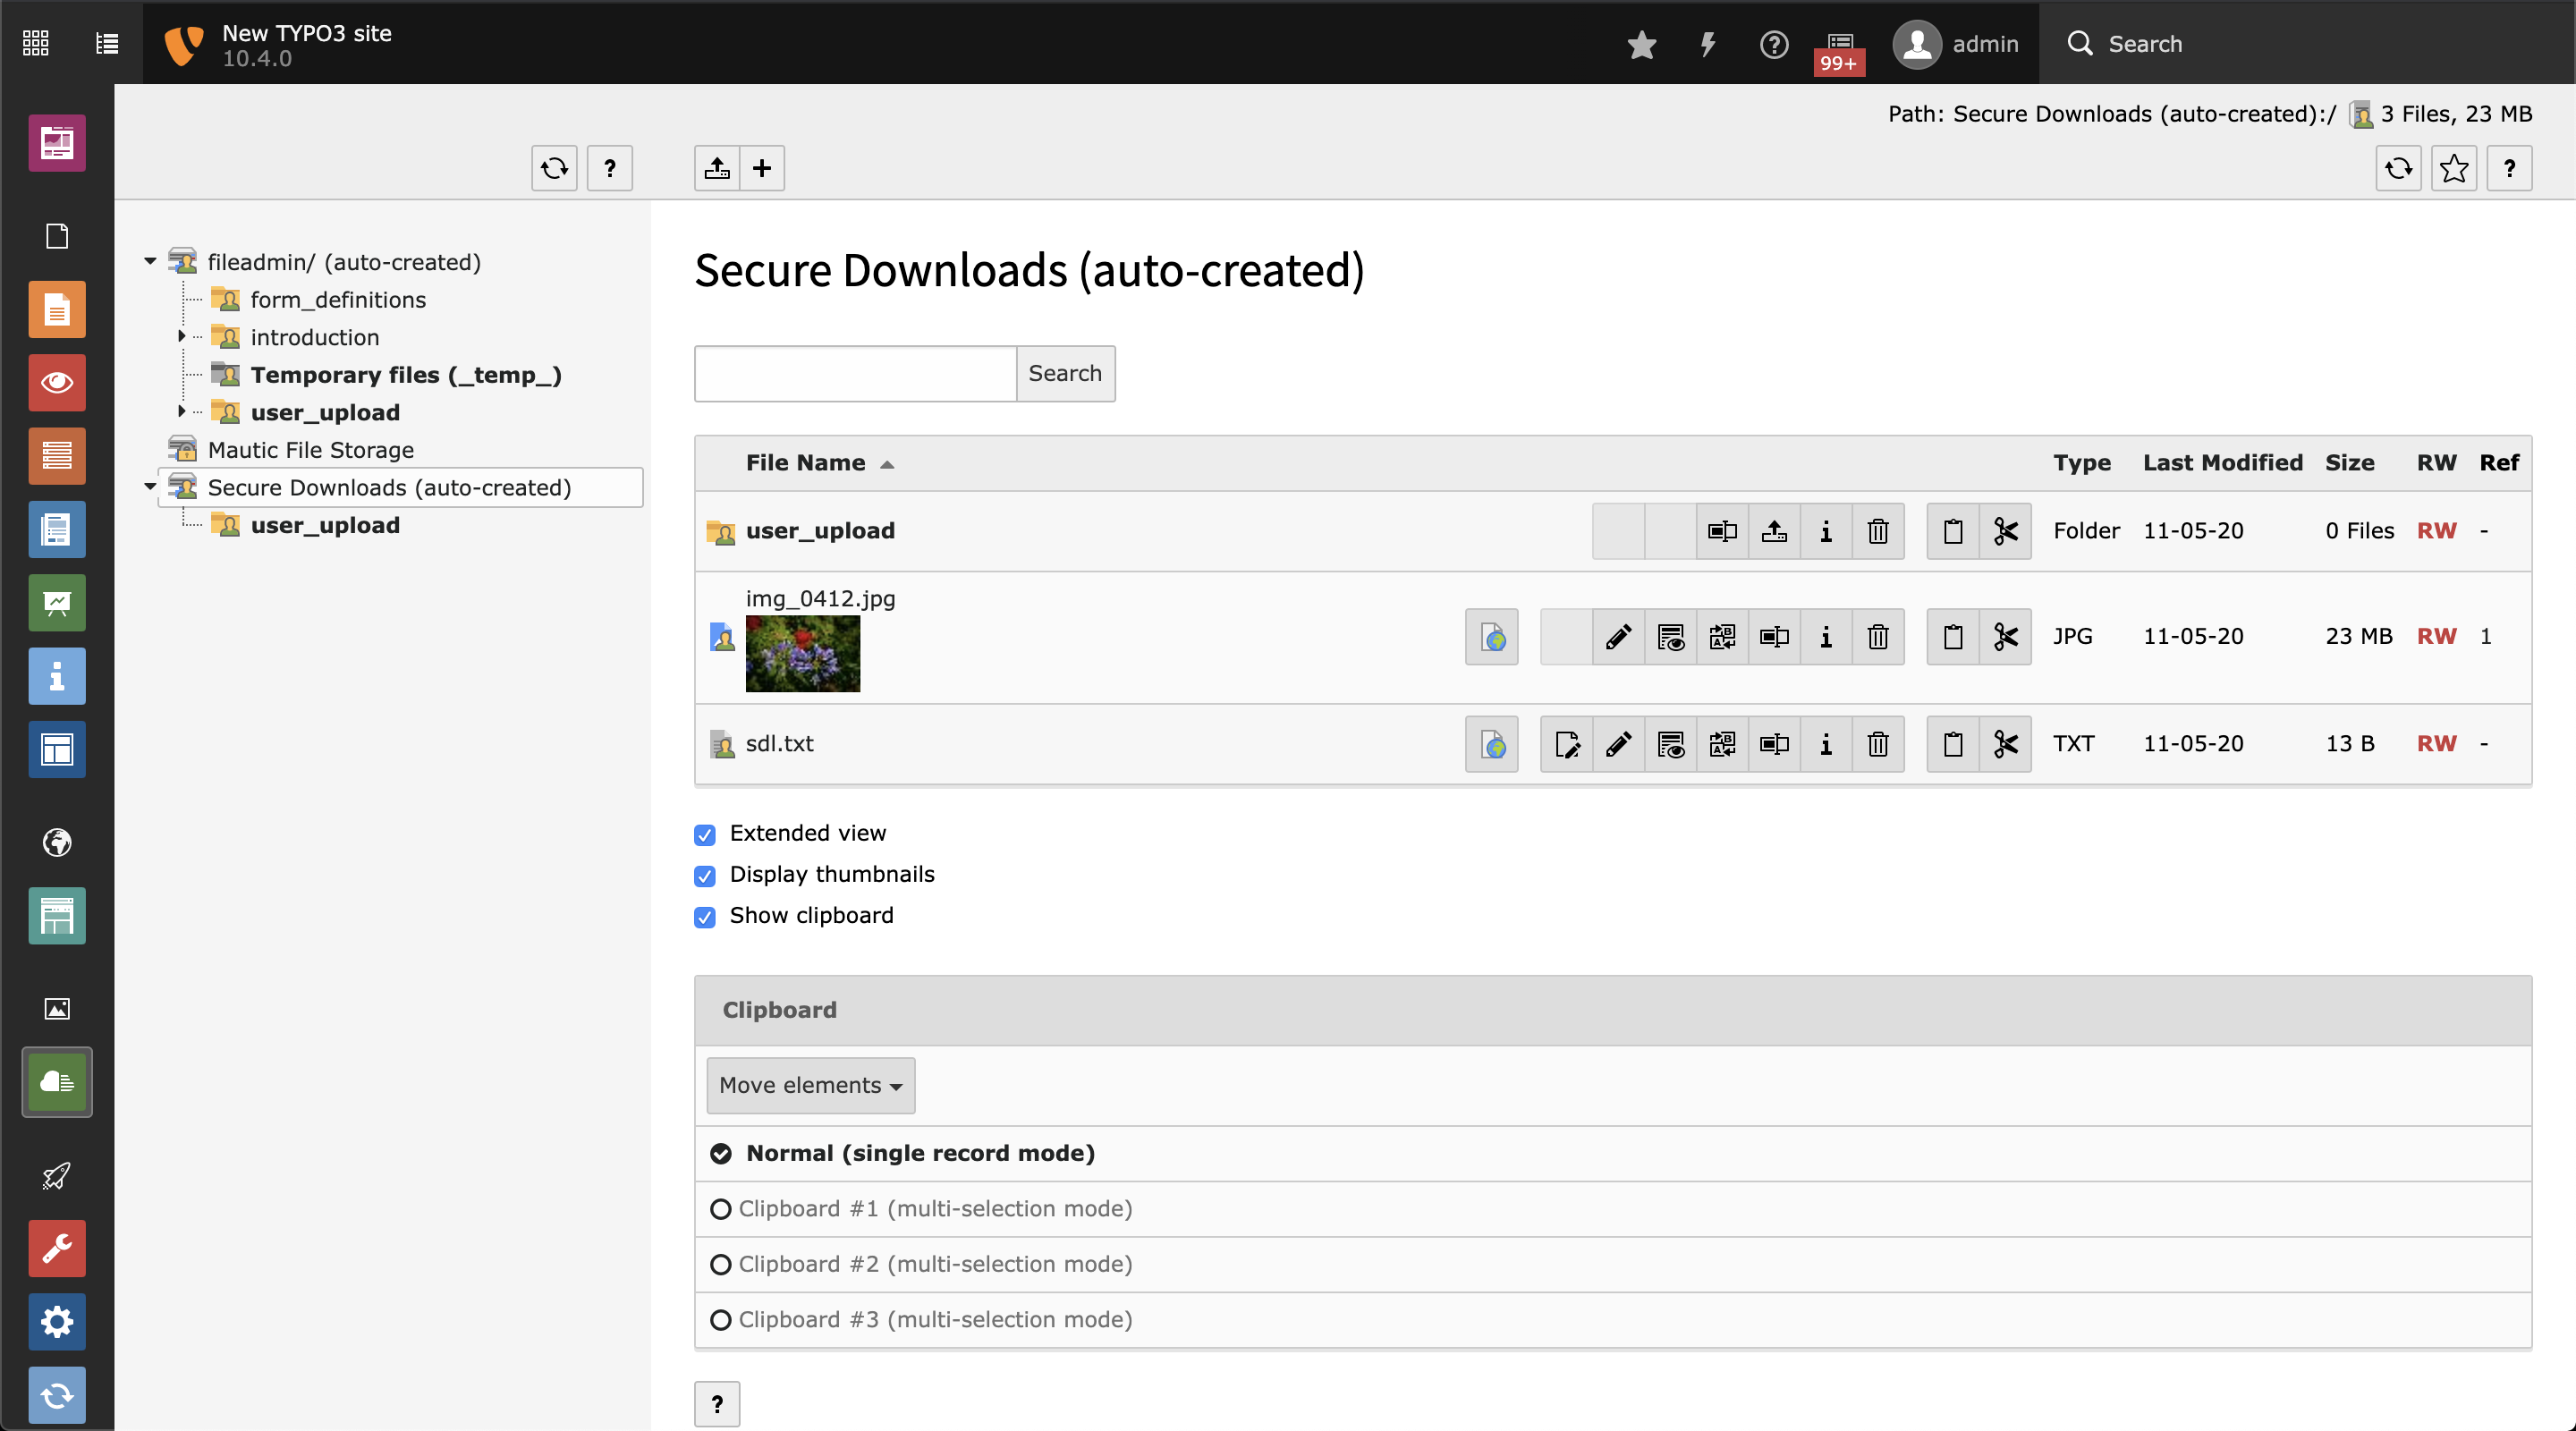 New TYPO3 site
10.4.0
99+
admin
Search
Path: Secure Downloads (auto-created):/ 3 Files, 23 MB
?
?
fileadmin/ (auto-created)
form_definitions
introduction
Temporary files (_temp_)
user_upload
Mautic File Storage
Secure Downloads (auto-created)
user_upload
Secure Downloads (auto-created)
Search
File Name Type Last Modified Size RW Ref
user_upload Folder 11-05-20 0 Files RW -
img_0412.jpg
JPG 11-05-20 23 MB RW 1
sdl.txt TXT 11-05-20 13 B RW -
Extended view
Display thumbnails
Show clipboard
Clipboard
Move elements
Normal (single record mode)
Clipboard #1 (multi-selection mode)
Clipboard #2 (multi-selection mode)
Clipboard #3 (multi-selection mode)
?